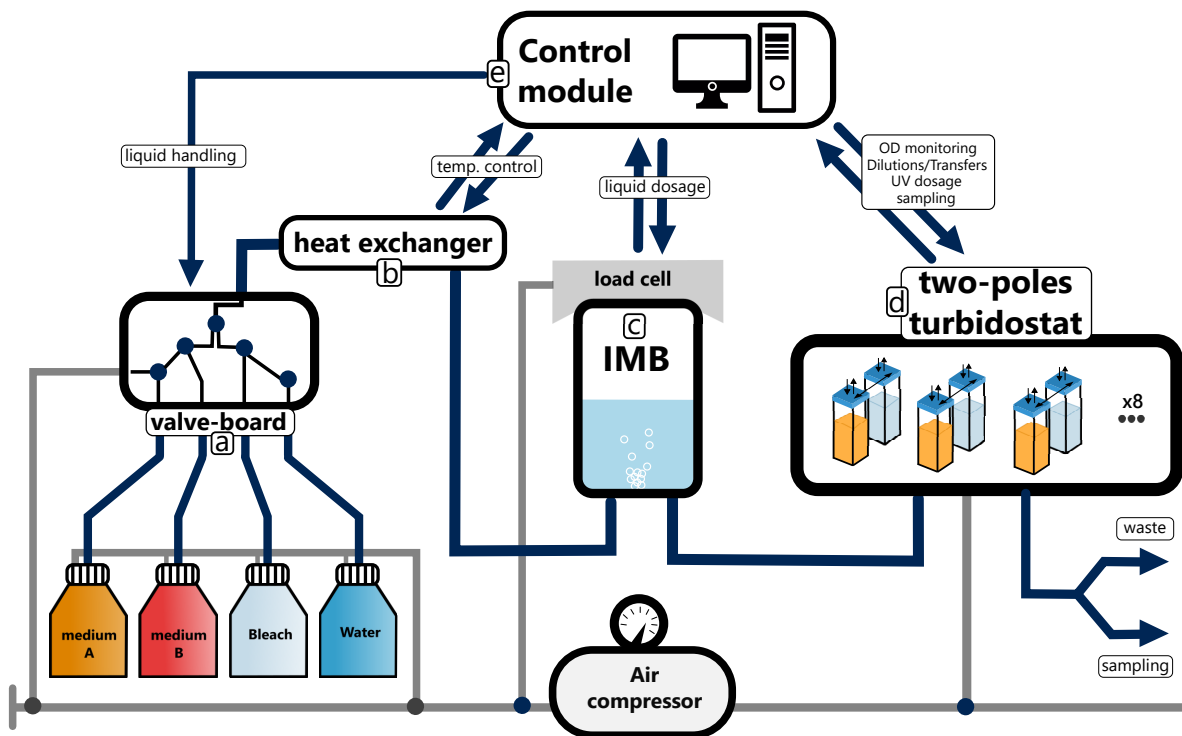 Control
module
e
liquid handling
temp. control
liquid dosage
OD monitoring
Dilutions/Transfers
UV dosage
sampling
heat exchanger
b
load cell
c
IMB
d
two-poles
turbidostat
x8
valve-board
a
medium
A
medium
B
Bleach
Water
waste
sampling
Air
compressor